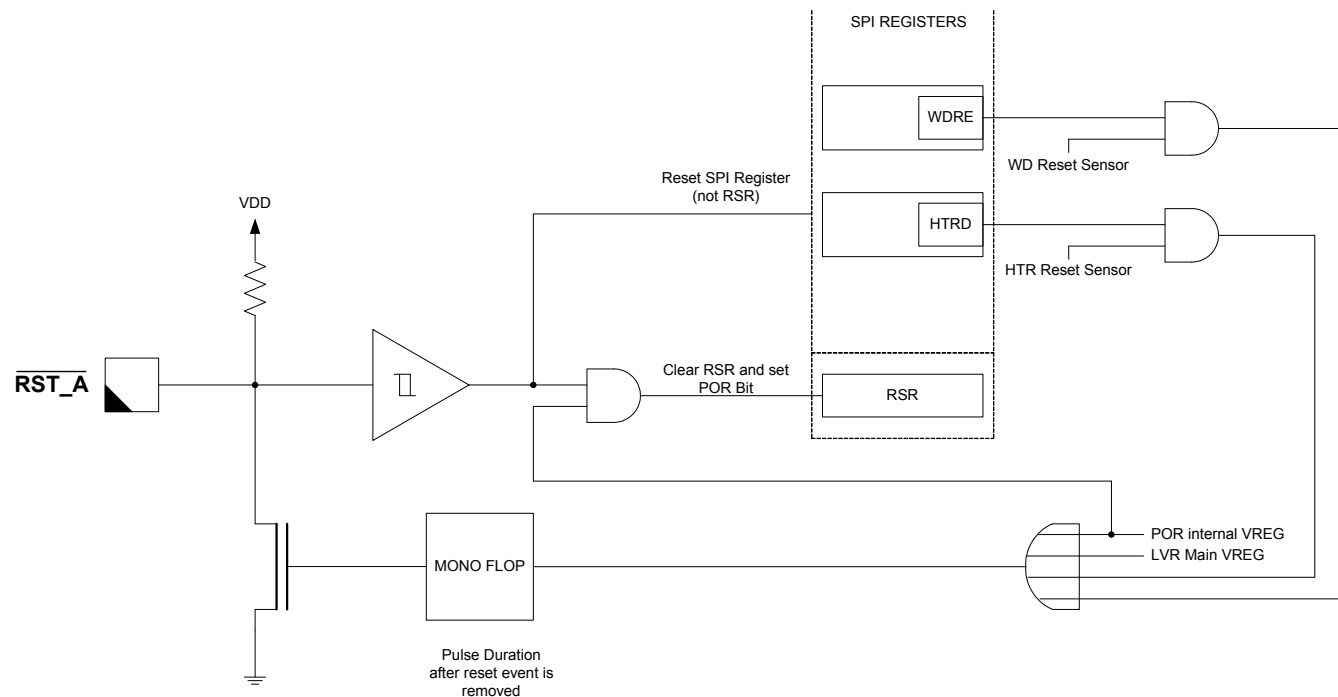 SPI REGISTERS
WDRE
WD Reset Sensor
Reset SPI Register
(not RSR)
VDD
HTRD
HTR Reset Sensor
RST_A
Clear RSR and set
POR Bit
RSR
POR internal VREG
LVR Main VREG
MONO FLOP
Pulse Duration
after reset event is
removed